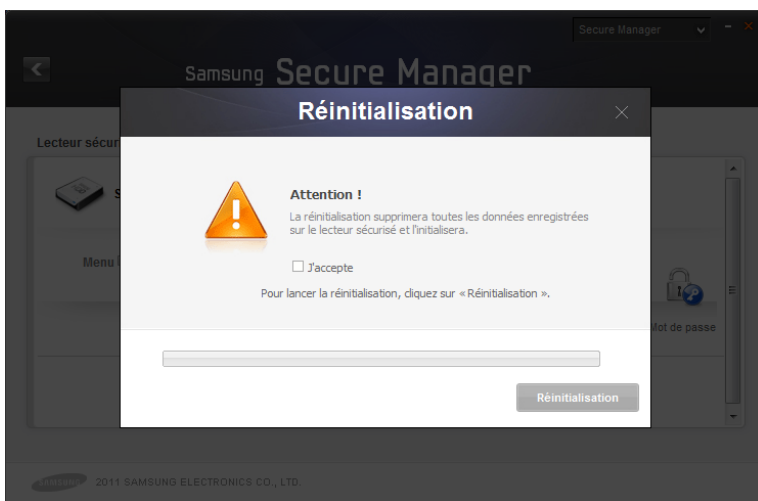 Secure Manager
Samsung Secure Manager
Réinitialisation
Lecteur sécur
S
Attention !
La réinitialisation supprimera toutes les données enregistrées
sur le lecteur sécurisé et l'initialisera.
Menu
J'accepte
Pour lancer la réinitialisation, cliquez sur « Réinitialisation ».
Mot de passe
Réinitialisation
SAMSUNG 2011 SAMSUNG ELECTRONICS CO., LTD.